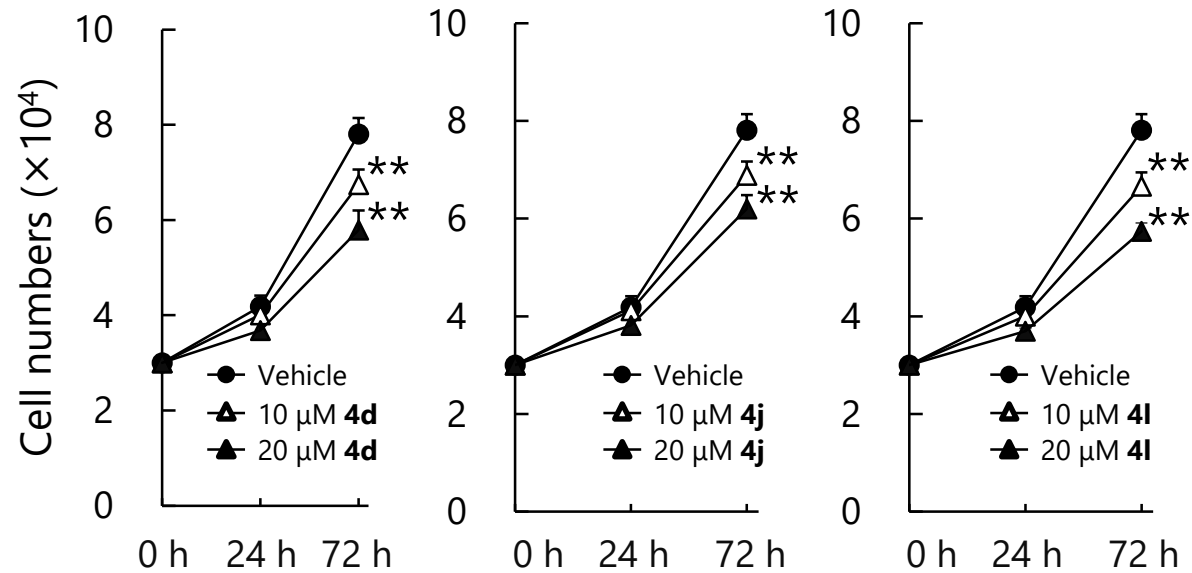 Cell numbers (×10⁴)
10
8
6
4
2
0
**
**
Vehicle
10 μM 4d
20 μM 4d
0 h 24 h 72 h
10
8
6
4
2
0
**
**
Vehicle
10 μM 4j
20 μM 4j
0 h 24 h 72 h
10
8
6
4
2
0
**
**
Vehicle
10 μM 4l
20 μM 4l
0 h 24 h 72 h